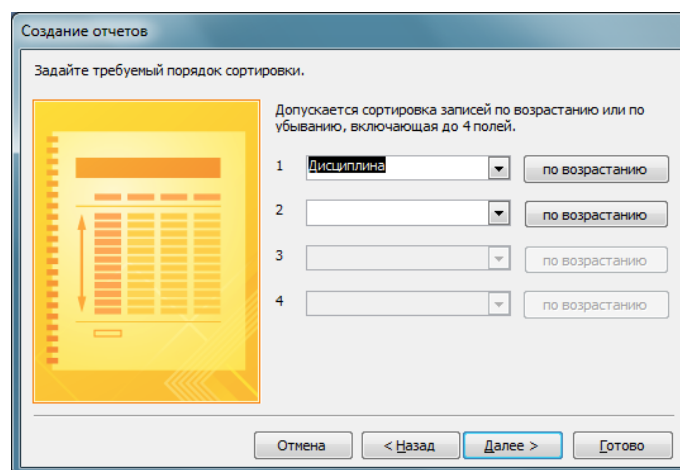 Создание отчетов
Задайте требуемый порядок сортировки.
Допускается сортировка записей по возрастанию или по
убыванию, включающая до 4 полей.
1 Дисциплина по возрастанию
2 по возрастанию
3 по возрастанию
4 по возрастанию
Отмена < Назад Далее > Готово